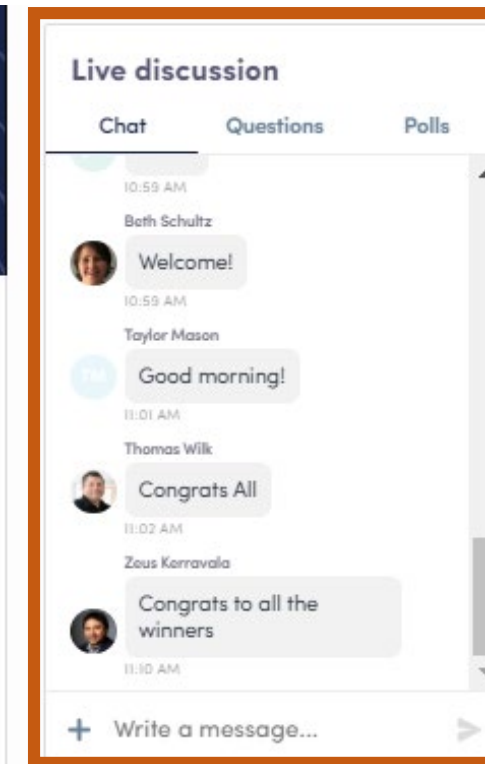 Live discussion
Chat Questions Polls
10:59 AM
Beth Schultz
Welcome!
10:59 AM
Taylor Mason
TM
Good morning!
11:01 AM
Thomas Wilk
Congrats All
11:02 AM
Zeus Kerravala
Congrats to all the
winners
11:10 AM
+ Write a message...